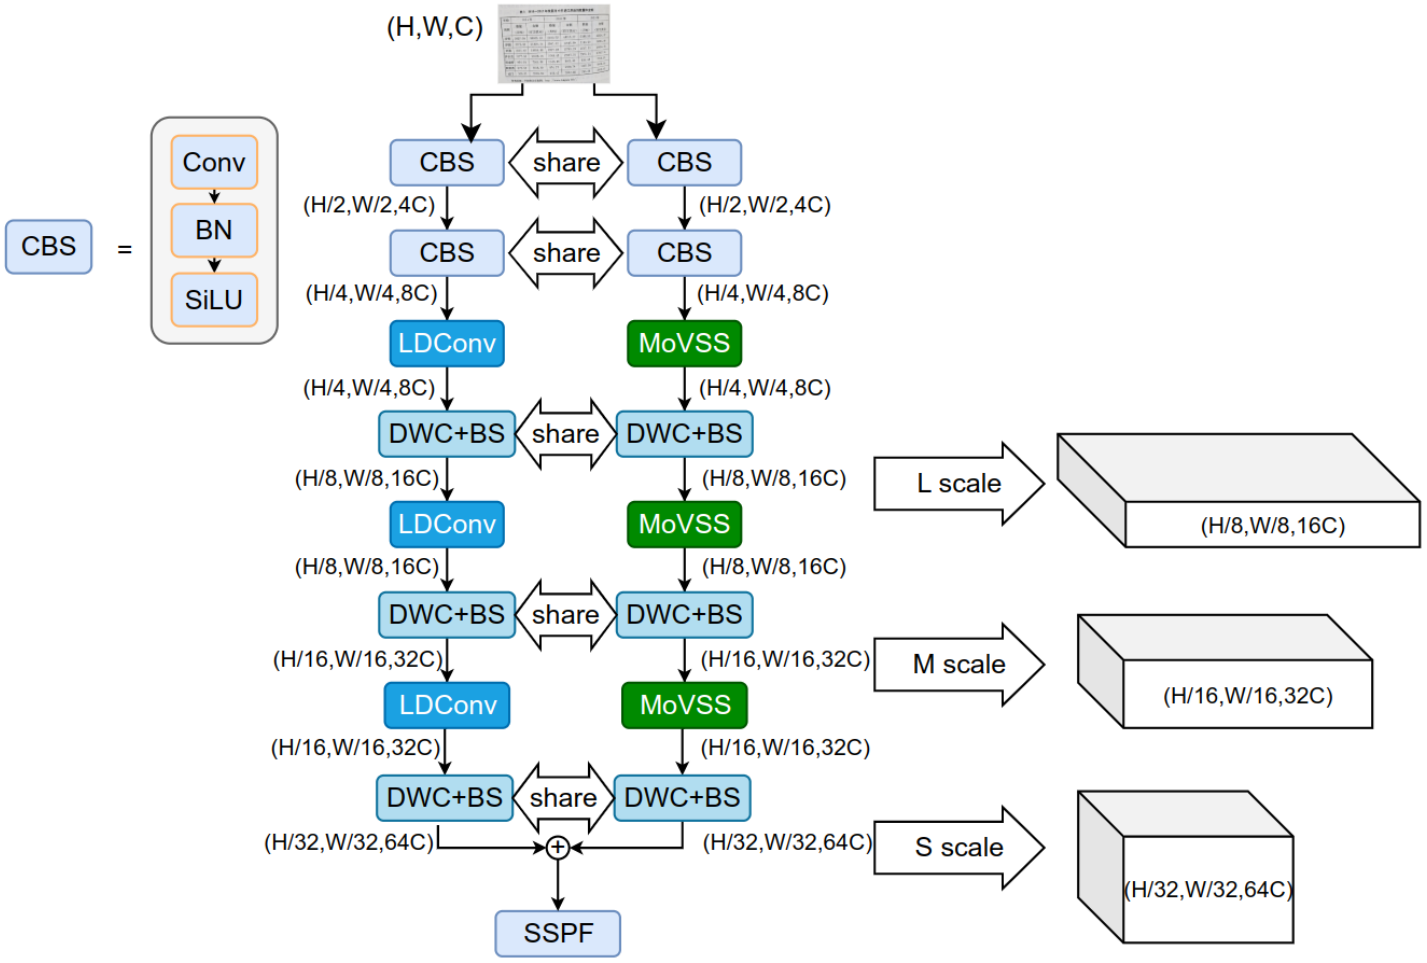 (H,W,C)
CBS
share
CBS
Conv
(H/2,W/2,4C)
(H/2,W/2,4C)
BN
CBS
=
CBS
share
CBS
SiLU
(H/4,W/4,8C)
(H/4,W/4,8C)
LDConv
MoVSS
(H/4,W/4,8C)
(H/4,W/4,8C)
DWC+BS
share
DWC+BS
(H/8,W/8,16C)
(H/8,W/8,16C)
L scale
LDConv
MoVSS
(H/8,W/8,16C)
(H/8,W/8,16C)
(H/8,W/8,16C)
DWC+BS
share
DWC+BS
(H/16,W/16,32C)
(H/16,W/16,32C)
M scale
LDConv
MoVSS
(H/16,W/16,32C)
(H/16,W/16,32C)
(H/16,W/16,32C)
DWC+BS
share
DWC+BS
(H/32,W/32,64C)
+
(H/32,W/32,64C)
S scale
(H/32,W/32,64C)
SSPF